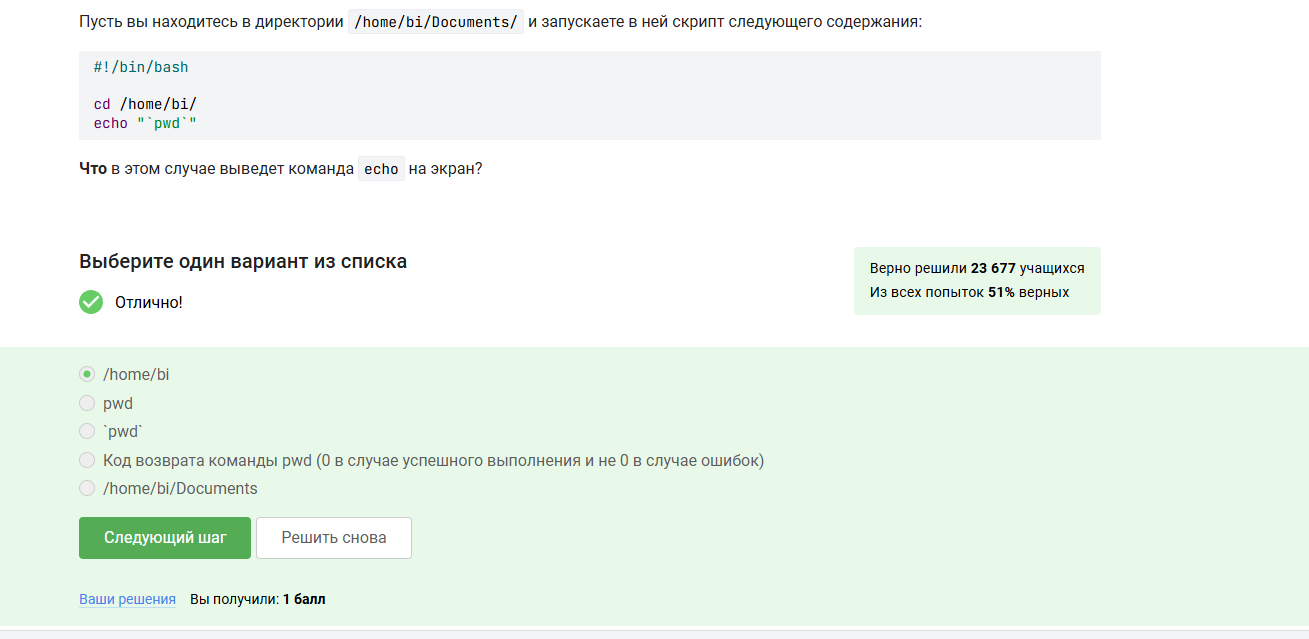 Пусть вы находитесь в директории /home/bi/Documents/ и запускаете в ней скрипт следующего содержания:
#!/bin/bash
cd /home/bi/
echo "`pwd`"
Что в этом случае выведет команда echo на экран?
Выберите один вариант из списка
Верно решили 23 677 учащихся
Из всех попыток 51% верных
Отлично!
/home/bi
pwd
`pwd`
Код возврата команды pwd (0 в случае успешного выполнения и не 0 в случае ошибок)
/home/bi/Documents
Следующий шаг
Решить снова
Ваши решения Вы получили: 1 балл